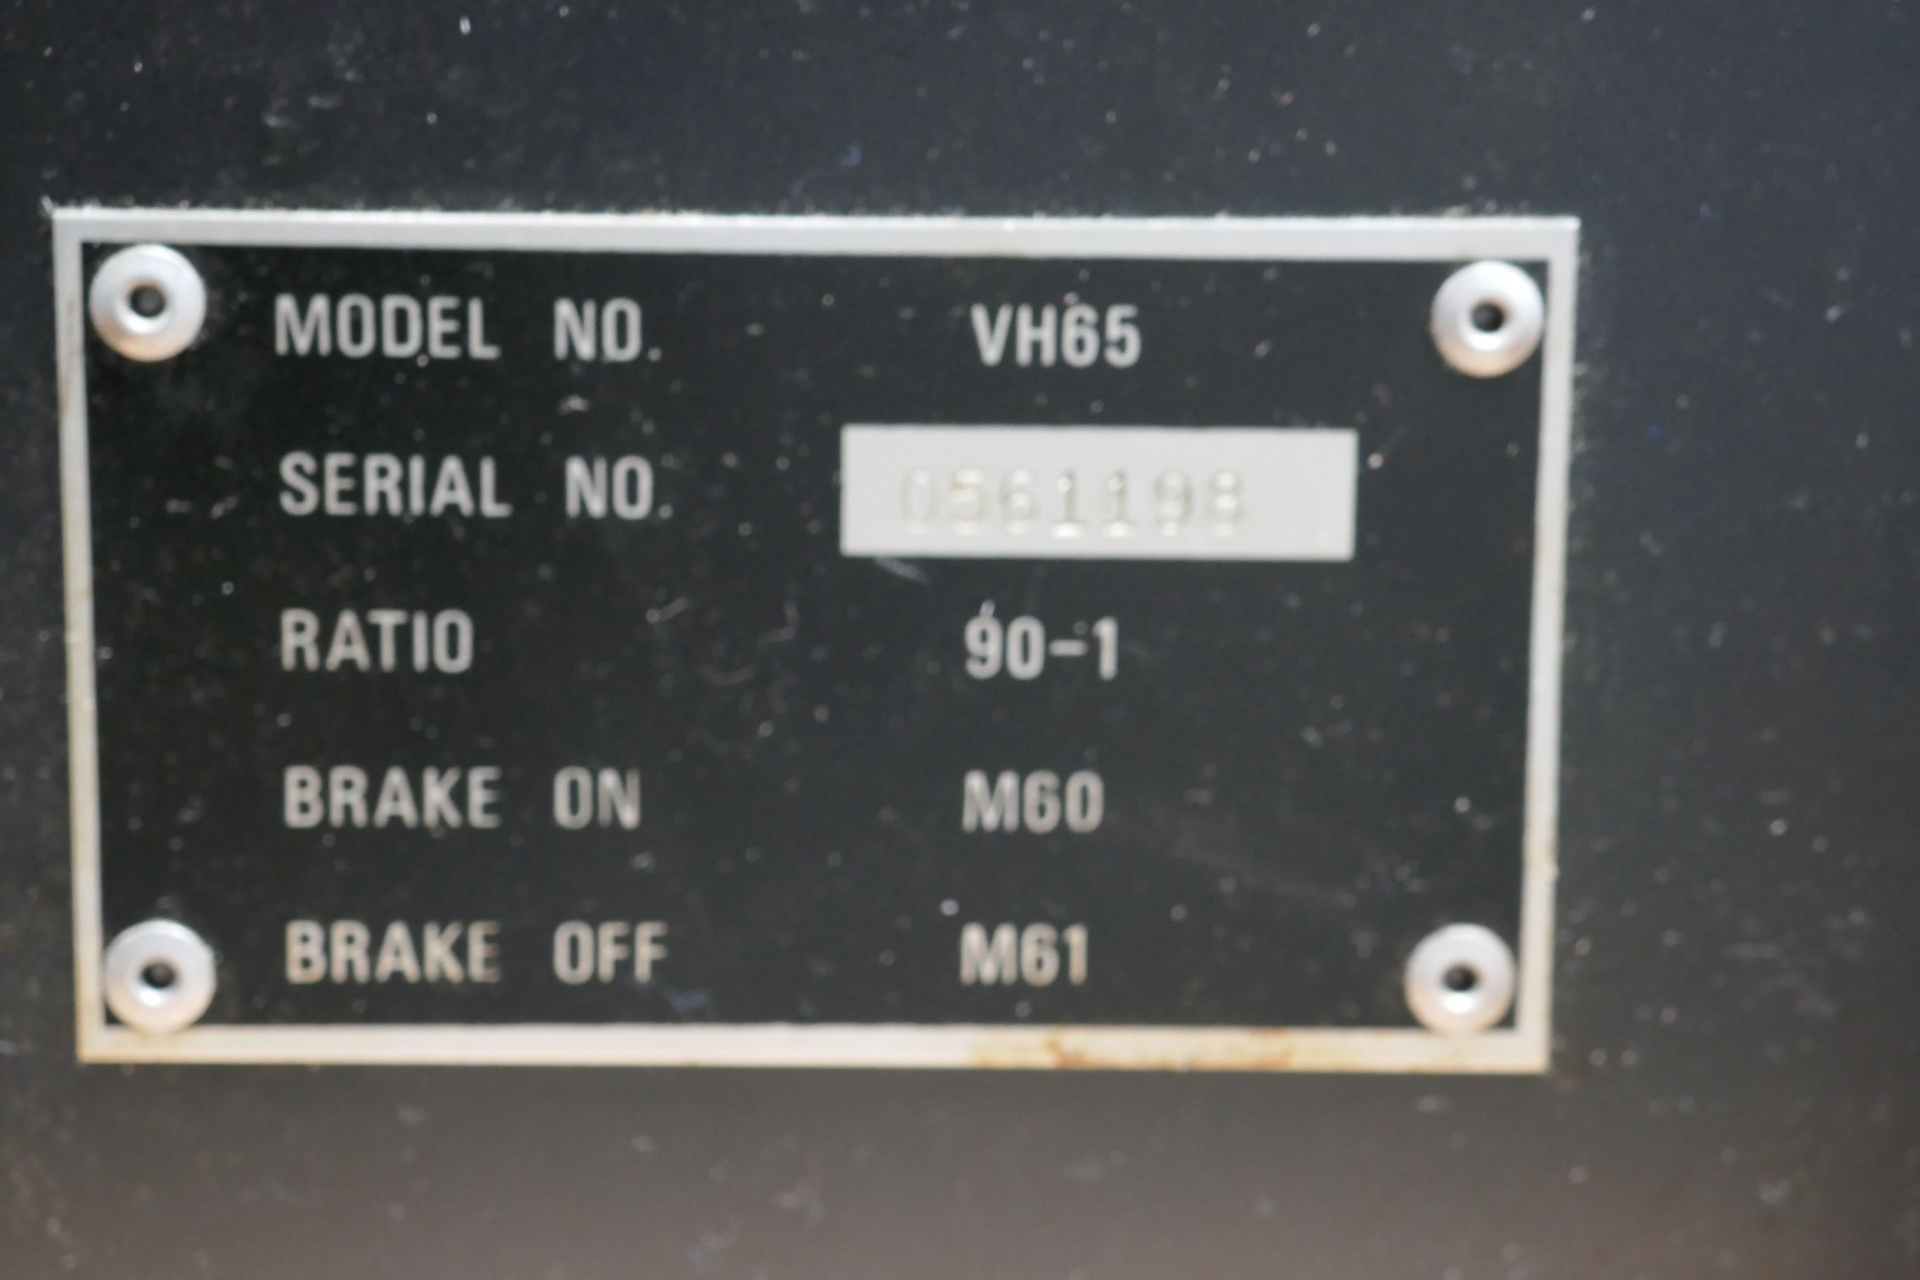 MODEL NO. VH65
SERIAL NO. 0561198
RATIO 90-1
BRAKE ON M60
BRAKE OFF M61